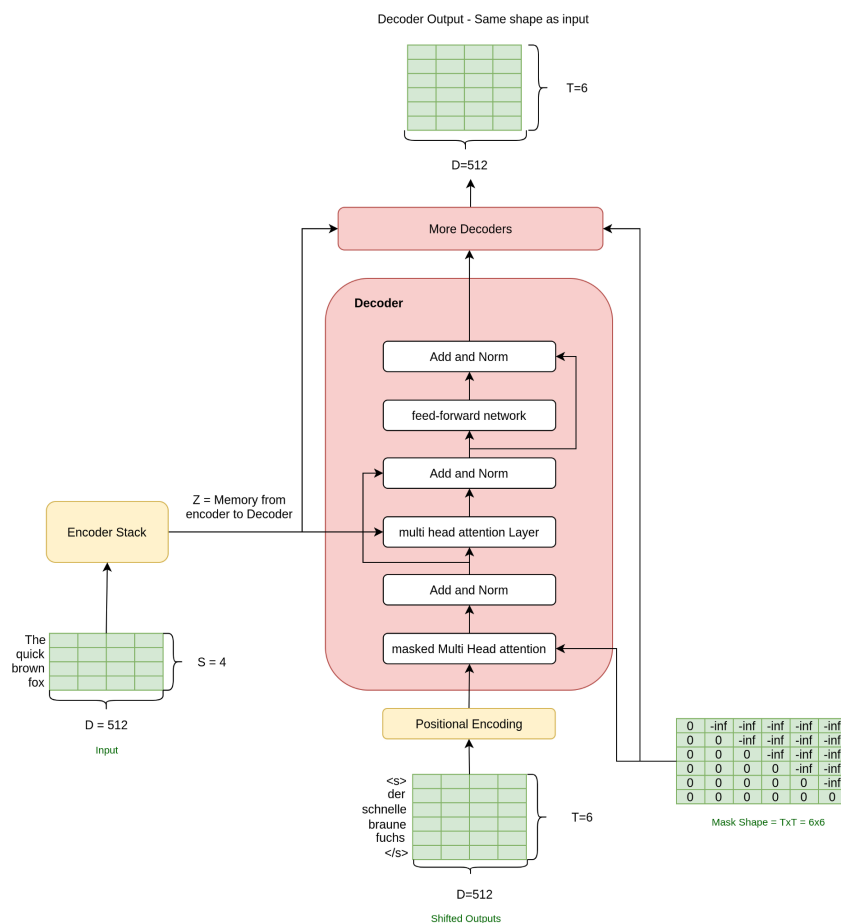 Decoder Output - Same shape as input
T=6
D=512
More Decoders
Decoder
Add and Norm
feed-forward network
Add and Norm
Z = Memory from
encoder to Decoder
Encoder Stack
multi head attention Layer
Add and Norm
masked Multi Head attention
The
quick
brown
fox
S = 4
D = 512
Input
Positional Encoding
0 -inf -inf -inf -inf -inf
0 0 -inf -inf -inf -inf
0 0 0 -inf -inf -inf
0 0 0 0 -inf -inf
0 0 0 0 0 -inf
0 0 0 0 0 0
Mask Shape = TxT = 6x6
<s>
der
schnelle
braune
fuchs
</s>
T=6
D=512
Shifted Outputs